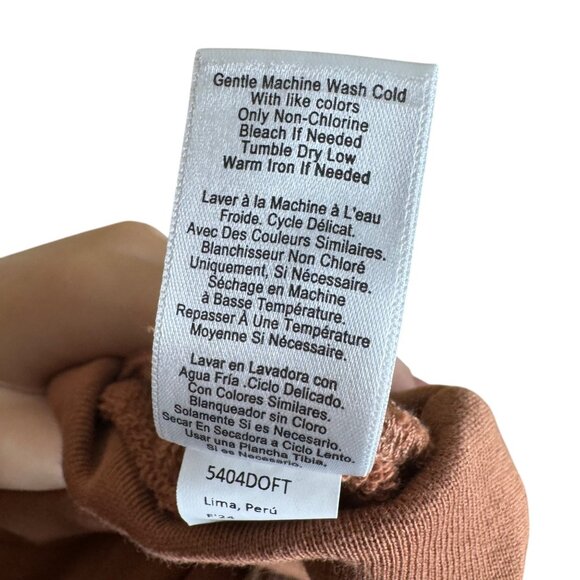 Gentle Machine Wash Cold
With like colors
Only Non-Chlorine
Bleach If Needed
Tumble Dry Low
Warm Iron If Needed
Laver à la Machine à L'eau
Froide. Cycle Délicat.
Avec Des Couleurs Similaires.
Blanchisseur Non Chloré
Uniquement, Si Nécessaire.
Séchage en Machine
à Basse Température.
Repasser À Une Température
Moyenne Si Nécessaire.
Lavar en Lavadora con
Agua Fría .Ciclo Delicado.
Con Colores Similares.
Blanqueador sin Cloro
Solamente Si es Necesario.
Secar En Secadora a Ciclo Lento.
Usar una Plancha Tibia,
Si es Necesario.
5404DOFT
Lima, Perú